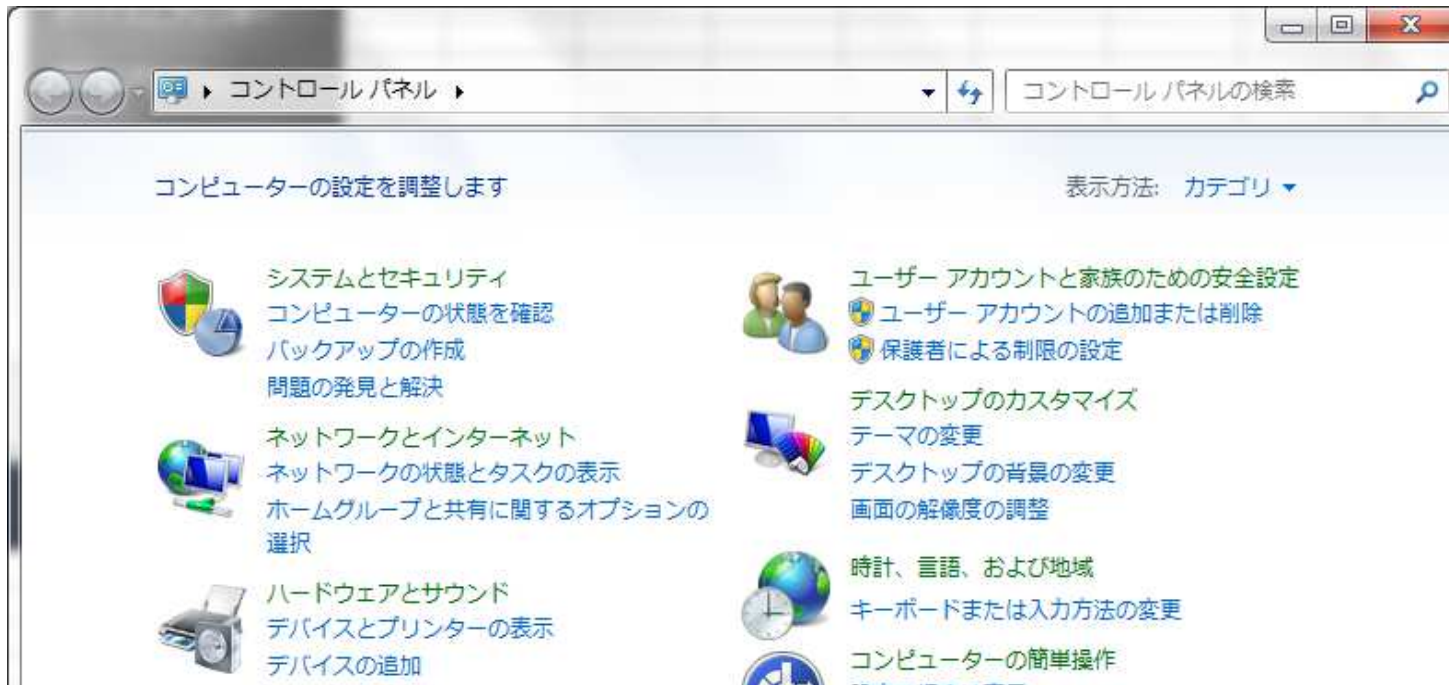 コントロール パネル
コントロール パネルの検索
コンピューターの設定を調整します
表示方法: カテゴリ
システムとセキュリティ
コンピューターの状態を確認
バックアップの作成
問題の発見と解決
ネットワークとインターネット
ネットワークの状態とタスクの表示
ホームグループと共有に関するオプションの
選択
ハードウェアとサウンド
デバイスとプリンターの表示
デバイスの追加
ユーザー アカウントと家族のための安全設定
ユーザー アカウントの追加または削除
保護者による制限の設定
デスクトップのカスタマイズ
テーマの変更
デスクトップの背景の変更
画面の解像度の調整
時計、言語、および地域
キーボードまたは入力方法の変更
コンピューターの簡単操作